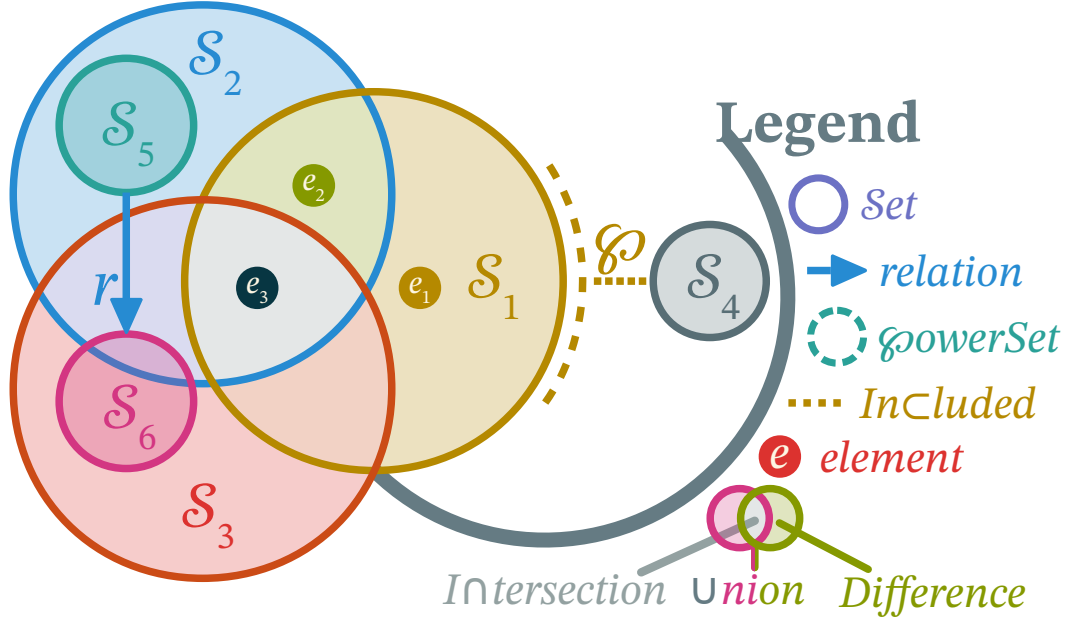 𝒮₂
𝒮₅
e₂
r
e₃
e₁
𝒮₁
℘
𝒮₄
𝒮₆
𝒮₃
Legend
𝒮et
relation
℘owerSet
In⊂luded
e element
I∩tersection
∪nion
Difference